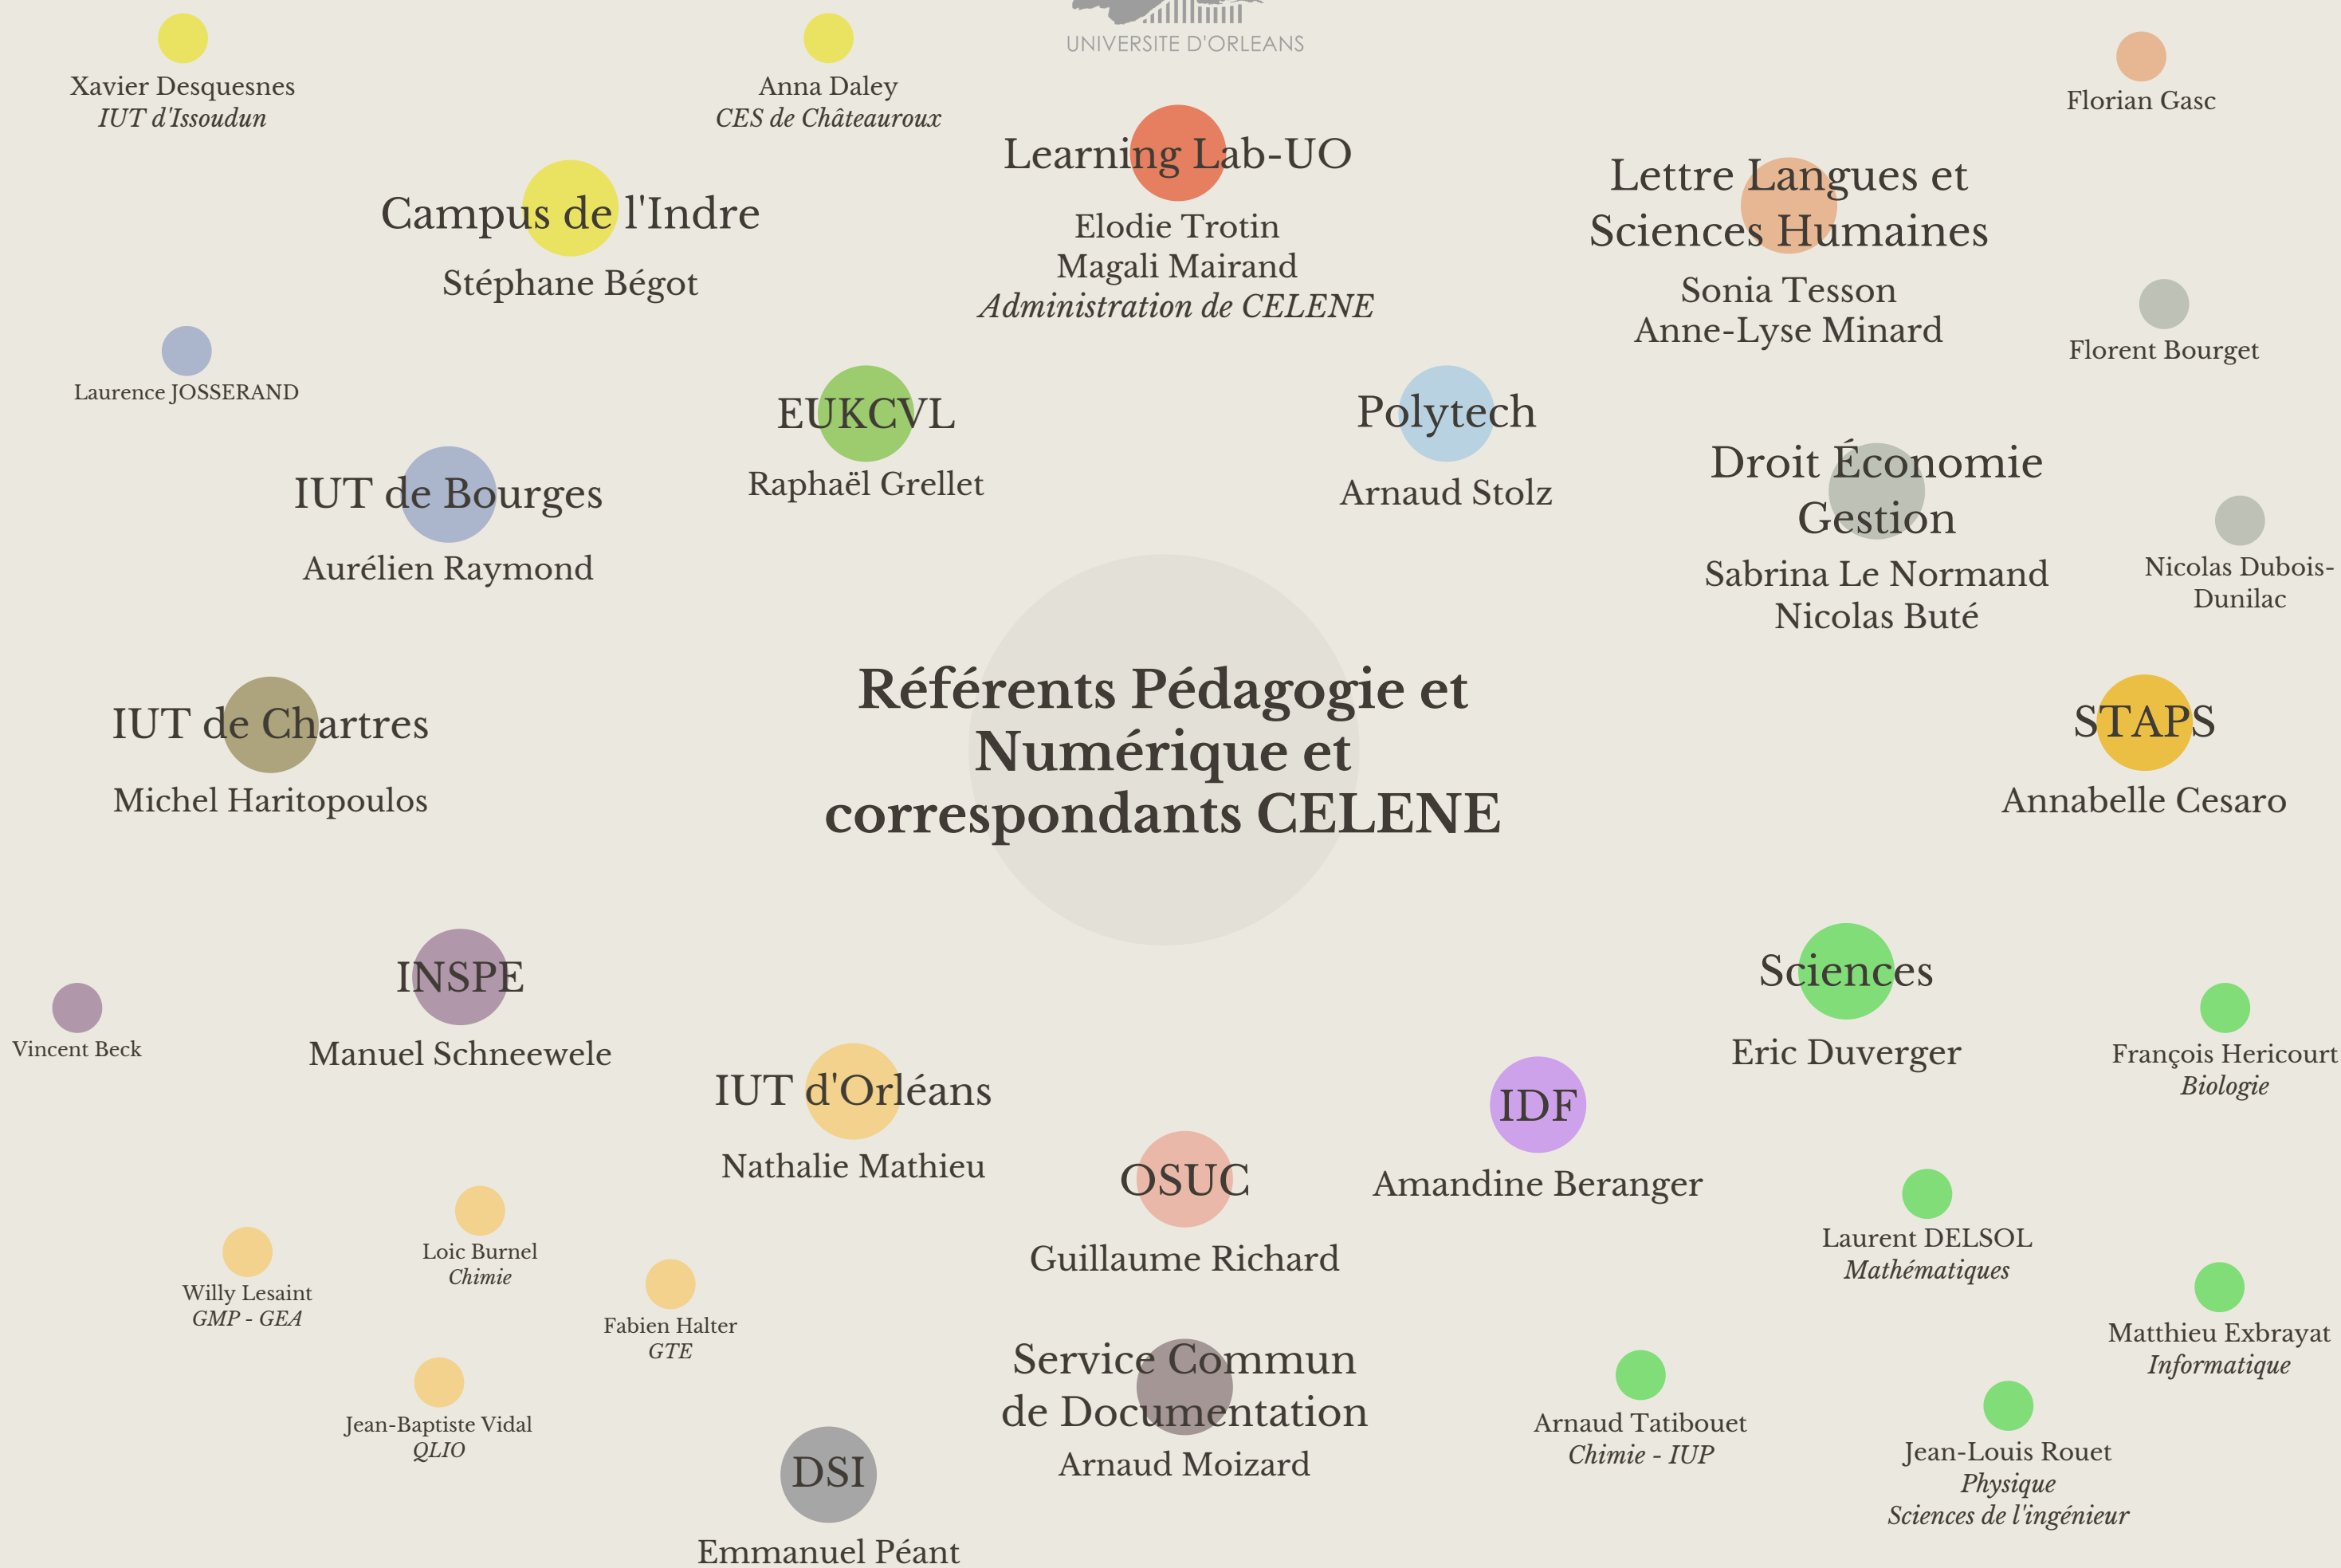 UNIVERSITE D'ORLEANS
Xavier Desquesnes
IUT d'Issoudun
Anna Daley
CES de Châteauroux
Florian Gasc
Learning Lab-UO
Elodie Trotin
Magali Mairand
Administration de CELENE
Campus de l'Indre
Stéphane Bégot
Lettre Langues et
Sciences Humaines
Sonia Tesson
Anne-Lyse Minard
Florent Bourget
Laurence JOSSERAND
EUKCVL
Raphaël Grellet
Polytech
Arnaud Stolz
IUT de Bourges
Aurélien Raymond
Droit Économie
Gestion
Sabrina Le Normand
Nicolas Buté
Nicolas Dubois-
Dunilac
Référents Pédagogie et
Numérique et
correspondants CELENE
IUT de Chartres
Michel Haritopoulos
STAPS
Annabelle Cesaro
INSPE
Manuel Schneewele
Vincent Beck
Sciences
Eric Duverger
François Hericourt
Biologie
IUT d'Orléans
Nathalie Mathieu
IDF
Amandine Beranger
OSUC
Guillaume Richard
Loic Burnel
Chimie
Willy Lesaint
GMP - GEA
Fabien Halter
GTE
Jean-Baptiste Vidal
QLIO
Laurent DELSOL
Mathématiques
Matthieu Exbrayat
Informatique
Service Commun
de Documentation
Arnaud Moizard
Arnaud Tatibouet
Chimie - IUP
Jean-Louis Rouet
Physique
Sciences de l'ingénieur
DSI
Emmanuel Péant